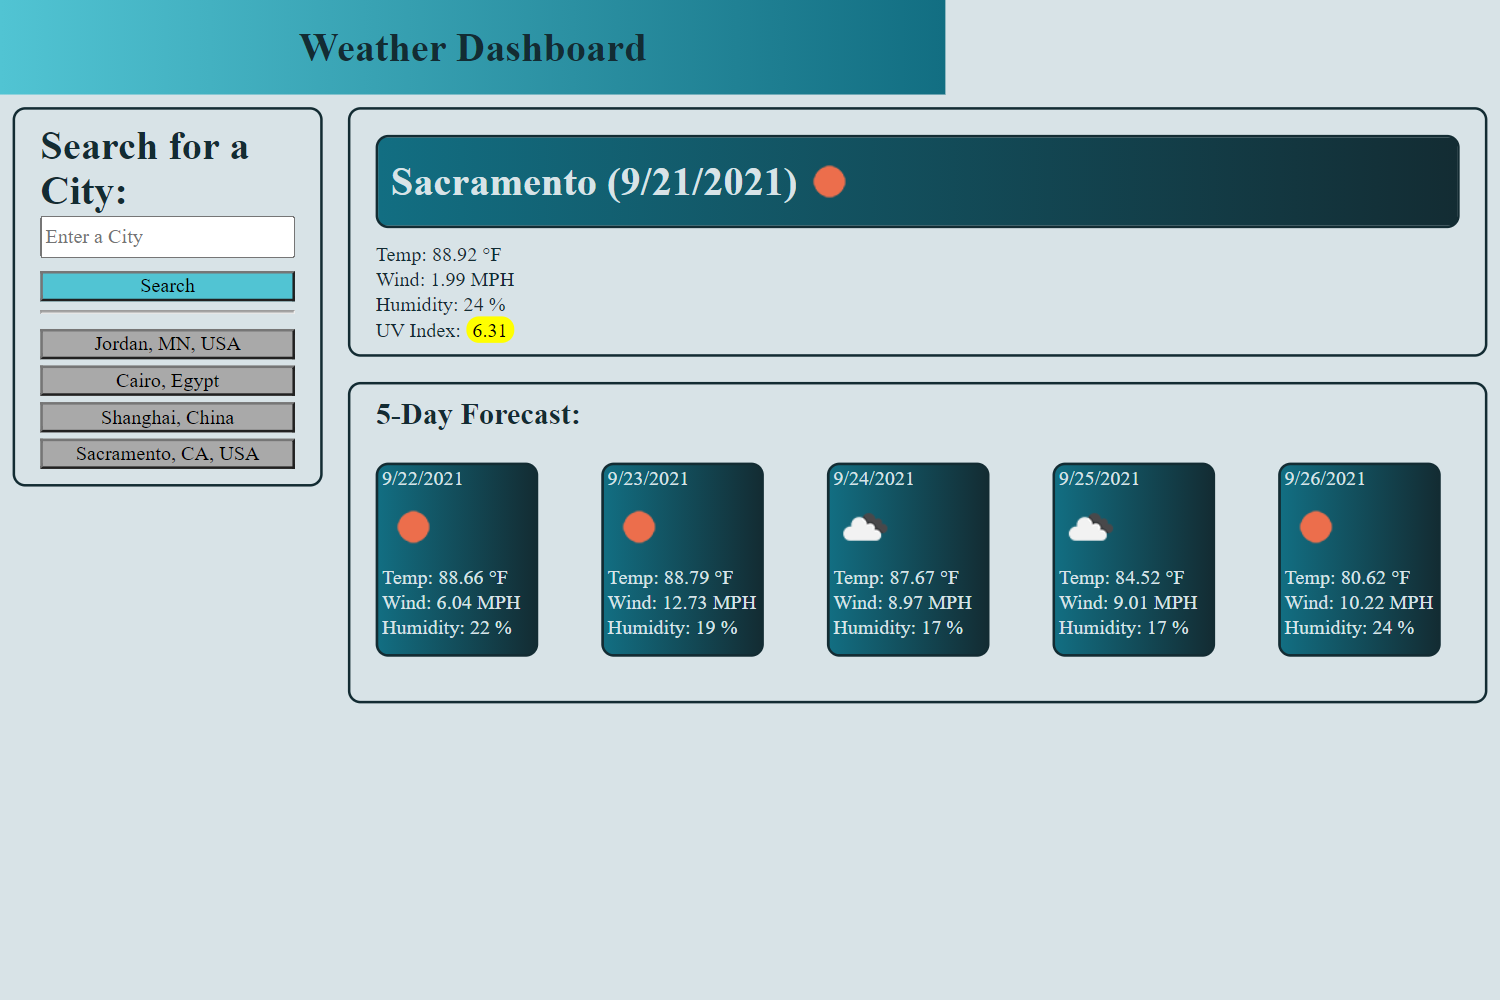 Weather Dashboard
Search for a
City:
Enter a City
Search
Jordan, MN, USA
Cairo, Egypt
Shanghai, China
Sacramento, CA, USA
Sacramento (9/21/2021)
Temp: 88.92 °F
Wind: 1.99 MPH
Humidity: 24 %
UV Index: 6.31
5-Day Forecast:
9/22/2021
Temp: 88.66 °F
Wind: 6.04 MPH
Humidity: 22 %
9/23/2021
Temp: 88.79 °F
Wind: 12.73 MPH
Humidity: 19 %
9/24/2021
Temp: 87.67 °F
Wind: 8.97 MPH
Humidity: 17 %
9/25/2021
Temp: 84.52 °F
Wind: 9.01 MPH
Humidity: 17 %
9/26/2021
Temp: 80.62 °F
Wind: 10.22 MPH
Humidity: 24 %